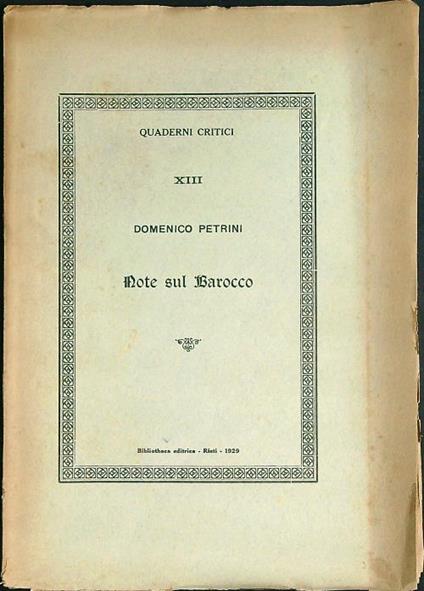 QUADERNI CRITICI
XIII
DOMENICO PETRINI
Note sul Barocco
Bibliotheca editrice - Rieti - 1929